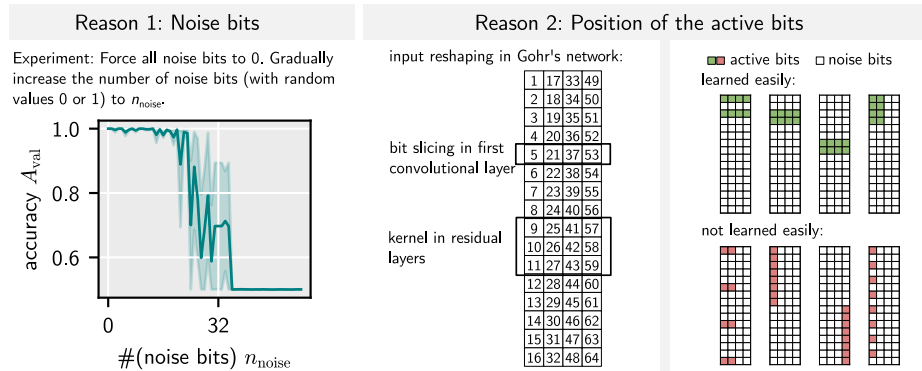 Reason 1: Noise bits
Experiment: Force all noise bits to 0. Gradually
increase the number of noise bits (with random
values 0 or 1) to n_noise.
1.0
0.8
0.6
accuracy A_val
0
32
#(noise bits) n_noise
Reason 2: Position of the active bits
input reshaping in Gohr's network:
1 17 33 49
2 18 34 50
3 19 35 51
4 20 36 52
5 21 37 53
6 22 38 54
7 23 39 55
8 24 40 56
9 25 41 57
10 26 42 58
11 27 43 59
12 28 44 60
13 29 45 61
14 30 46 62
15 31 47 63
16 32 48 64
bit slicing in first
convolutional layer
kernel in residual
layers
active bits
noise bits
learned easily:
not learned easily: